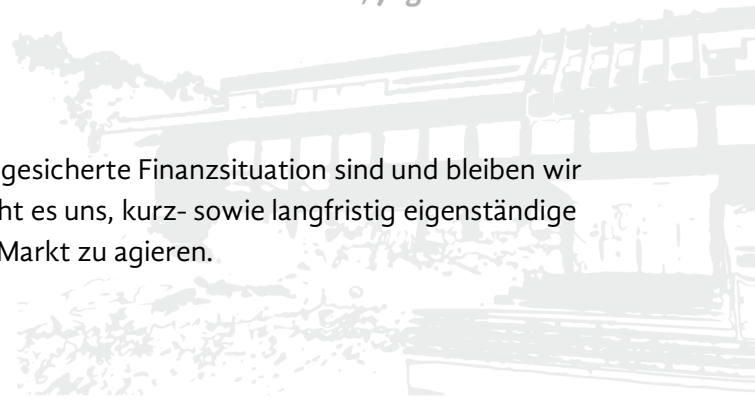 gesicherte Finanzsituation sind und bleiben wir
ht es uns, kurz- sowie langfristig eigenständige
Markt zu agieren.